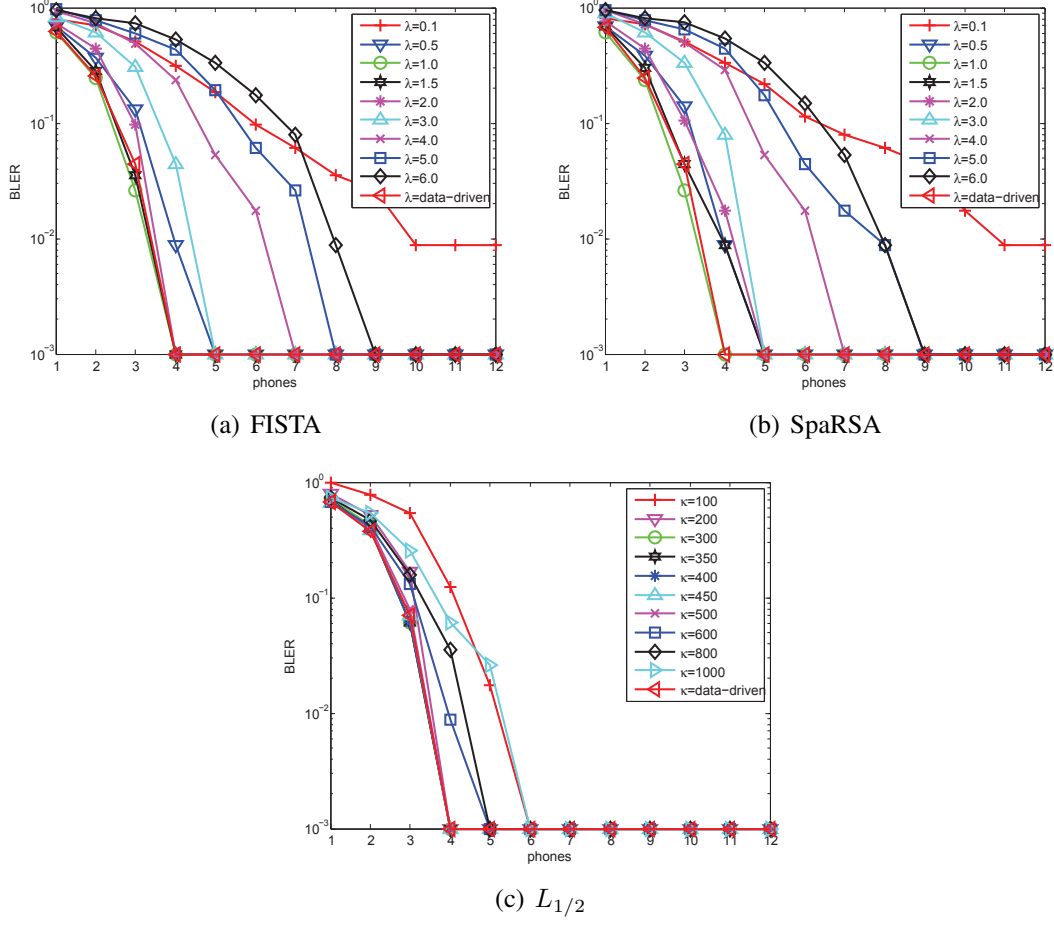 10^0
10^-1
10^-2
10^-3
BLER
1 2 3 4 5 6 7 8 9 10 11 12
phones
λ=0.1
λ=0.5
λ=1.0
λ=1.5
λ=2.0
λ=3.0
λ=4.0
λ=5.0
λ=6.0
λ=data−driven
(a) FISTA
10^0
10^-1
10^-2
10^-3
BLER
1 2 3 4 5 6 7 8 9 10 11 12
phones
λ=0.1
λ=0.5
λ=1.0
λ=1.5
λ=2.0
λ=3.0
λ=4.0
λ=5.0
λ=6.0
λ=data−driven
(b) SpaRSA
10^0
10^-1
10^-2
10^-3
BLER
1 2 3 4 5 6 7 8 9 10 11 12
phones
κ=100
κ=200
κ=300
κ=350
κ=400
κ=450
κ=500
κ=600
κ=800
κ=1000
κ=data−driven
(c) L_{1/2}